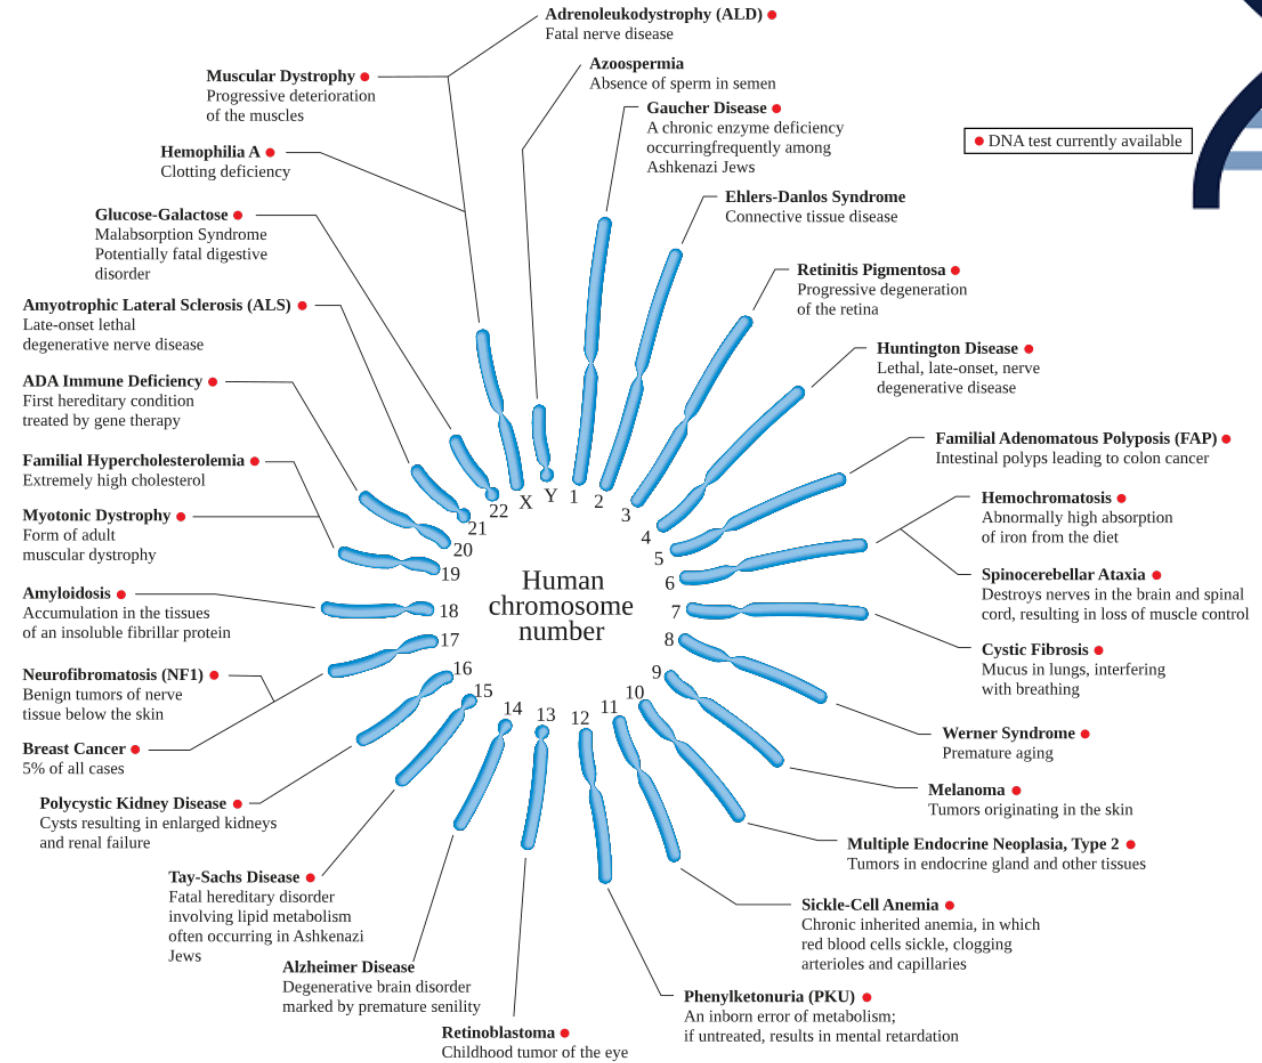 Adrenoleukodystrophy (ALD)
Fatal nerve disease
Azoospermia
Absence of sperm in semen
Gaucher Disease
A chronic enzyme deficiency
occurringfrequently among
Ashkenazi Jews
DNA test currently available
Ehlers-Danlos Syndrome
Connective tissue disease
Retinitis Pigmentosa
Progressive degeneration
of the retina
Huntington Disease
Lethal, late-onset, nerve
degenerative disease
Familial Adenomatous Polyposis (FAP)
Intestinal polyps leading to colon cancer
Hemochromatosis
Abnormally high absorption
of iron from the diet
Spinocerebellar Ataxia
Destroys nerves in the brain and spinal
cord, resulting in loss of muscle control
Cystic Fibrosis
Mucus in lungs, interfering
with breathing
Werner Syndrome
Premature aging
Melanoma
Tumors originating in the skin
Multiple Endocrine Neoplasia, Type 2
Tumors in endocrine gland and other tissues
Sickle-Cell Anemia
Chronic inherited anemia, in which
red blood cells sickle, clogging
arterioles and capillaries
Phenylketonuria (PKU)
An inborn error of metabolism;
if untreated, results in mental retardation
Retinoblastoma
Childhood tumor of the eye
Alzheimer Disease
Degenerative brain disorder
marked by premature senility
Tay-Sachs Disease
Fatal hereditary disorder
involving lipid metabolism
often occurring in Ashkenazi
Jews
Polycystic Kidney Disease
Cysts resulting in enlarged kidneys
and renal failure
Breast Cancer
5% of all cases
Neurofibromatosis (NF1)
Benign tumors of nerve
tissue below the skin
Amyloidosis
Accumulation in the tissues
of an insoluble fibrillar protein
Myotonic Dystrophy
Form of adult
muscular dystrophy
Familial Hypercholesterolemia
Extremely high cholesterol
ADA Immune Deficiency
First hereditary condition
treated by gene therapy
Amyotrophic Lateral Sclerosis (ALS)
Late-onset lethal
degenerative nerve disease
Glucose-Galactose
Malabsorption Syndrome
Potentially fatal digestive
disorder
Hemophilia A
Clotting deficiency
Muscular Dystrophy
Progressive deterioration
of the muscles
Human
chromosome
number
1
2
3
4
5
6
7
8
9
10
11
12
13
14
15
16
17
18
19
20
21
22
X
Y